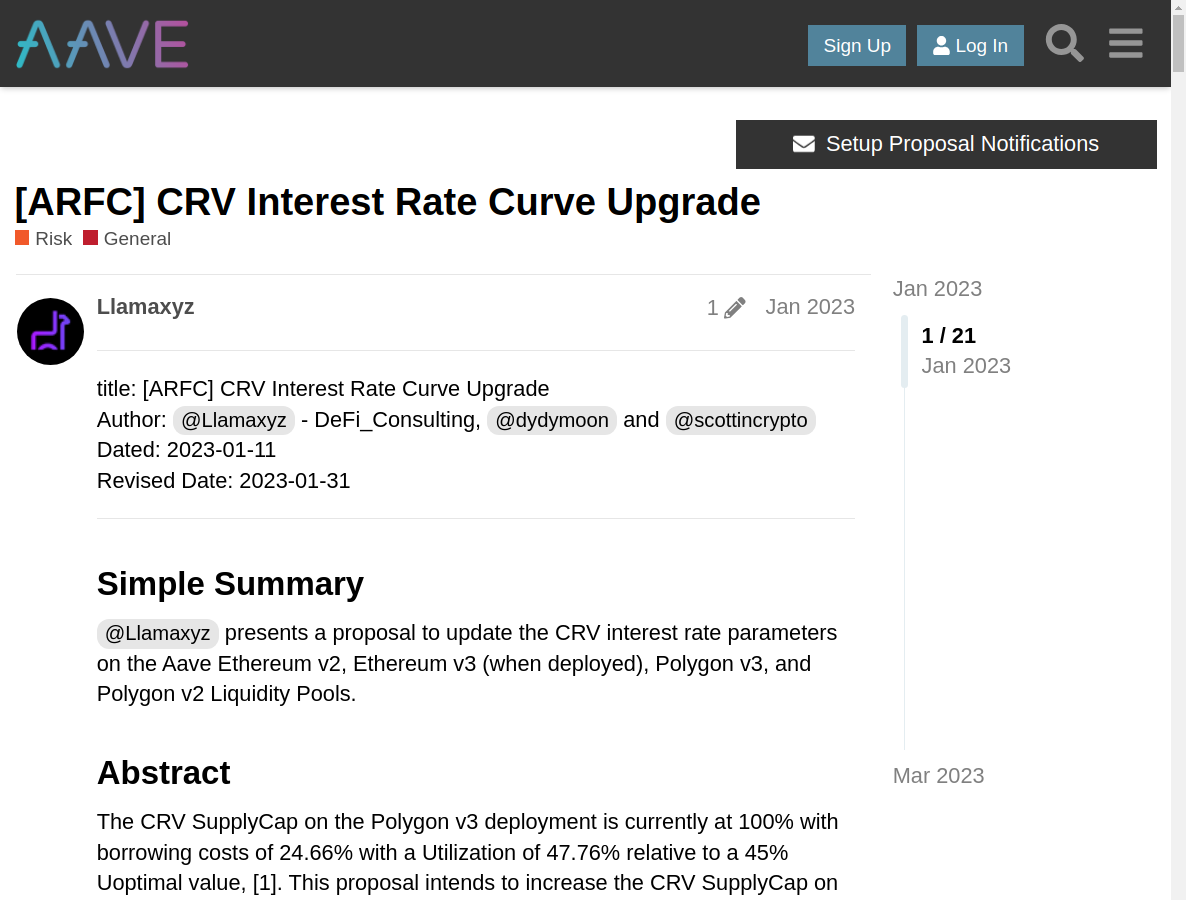 AAVE
Sign Up
Log In
Setup Proposal Notifications
[ARFC] CRV Interest Rate Curve Upgrade
Risk General
Jan 2023
Llamaxyz 1 Jan 2023
1 / 21
Jan 2023
title: [ARFC] CRV Interest Rate Curve Upgrade
Author: @Llamaxyz - DeFi_Consulting, @dydymoon and @scottincrypto
Dated: 2023-01-11
Revised Date: 2023-01-31
Simple Summary
@Llamaxyz presents a proposal to update the CRV interest rate parameters
on the Aave Ethereum v2, Ethereum v3 (when deployed), Polygon v3, and
Polygon v2 Liquidity Pools.
Abstract
Mar 2023
The CRV SupplyCap on the Polygon v3 deployment is currently at 100% with
borrowing costs of 24.66% with a Utilization of 47.76% relative to a 45%
Uoptimal value, [1]. This proposal intends to increase the CRV SupplyCap on